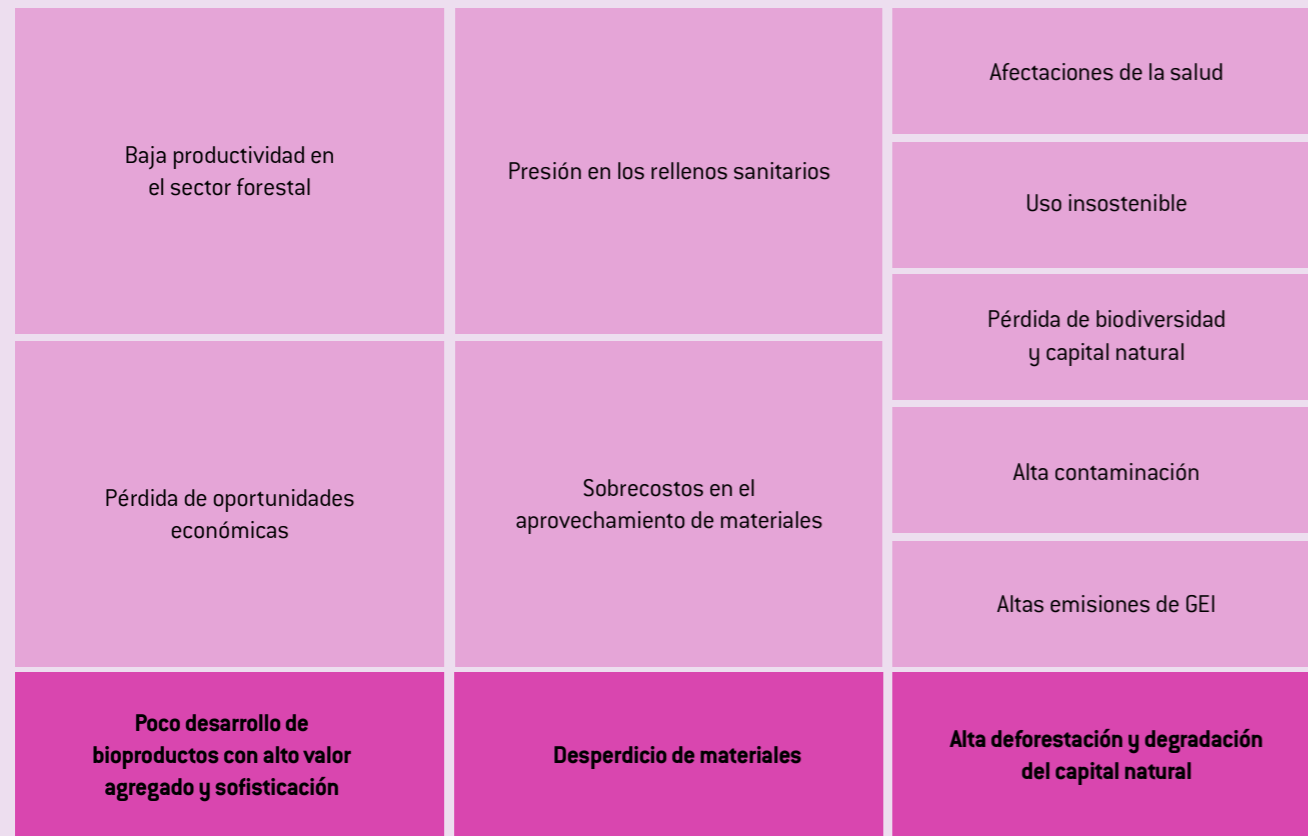 Baja productividad en
el sector forestal
Pérdida de oportunidades
económicas
Poco desarrollo de
bioproductos con alto valor
agregado y sofisticación
Presión en los rellenos sanitarios
Sobrecostos en el
aprovechamiento de materiales
Desperdicio de materiales
Afectaciones de la salud
Uso insostenible
Pérdida de biodiversidad
y capital natural
Alta contaminación
Altas emisiones de GEI
Alta deforestación y degradación
del capital natural